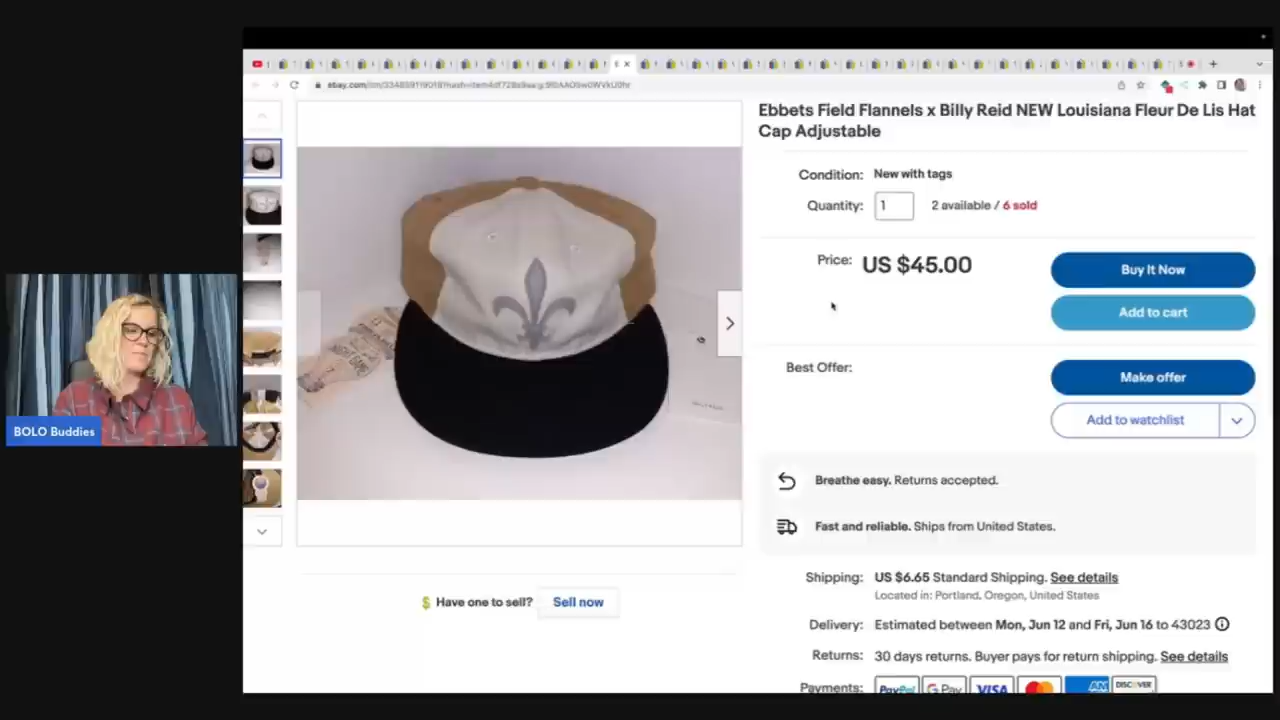 Ebbets Field Flannels x Billy Reid NEW Louisiana Fleur De Lis Hat
Cap Adjustable
Condition: New with tags
Quantity: 1 2 available / 6 sold
Price: US $45.00
Buy It Now
Add to cart
Best Offer:
Make offer
Add to watchlist
Breathe easy. Returns accepted.
Fast and reliable. Ships from United States.
BOLO Buddies
Have one to sell? Sell now
Shipping: US $6.65 Standard Shipping. See details
Located in: Portland, Oregon, United States
Delivery: Estimated between Mon, Jun 12 and Fri, Jun 16 to 43023
Returns: 30 days returns. Buyer pays for return shipping. See details
Payments: PayPal G Pay VISA AM DISCOVER